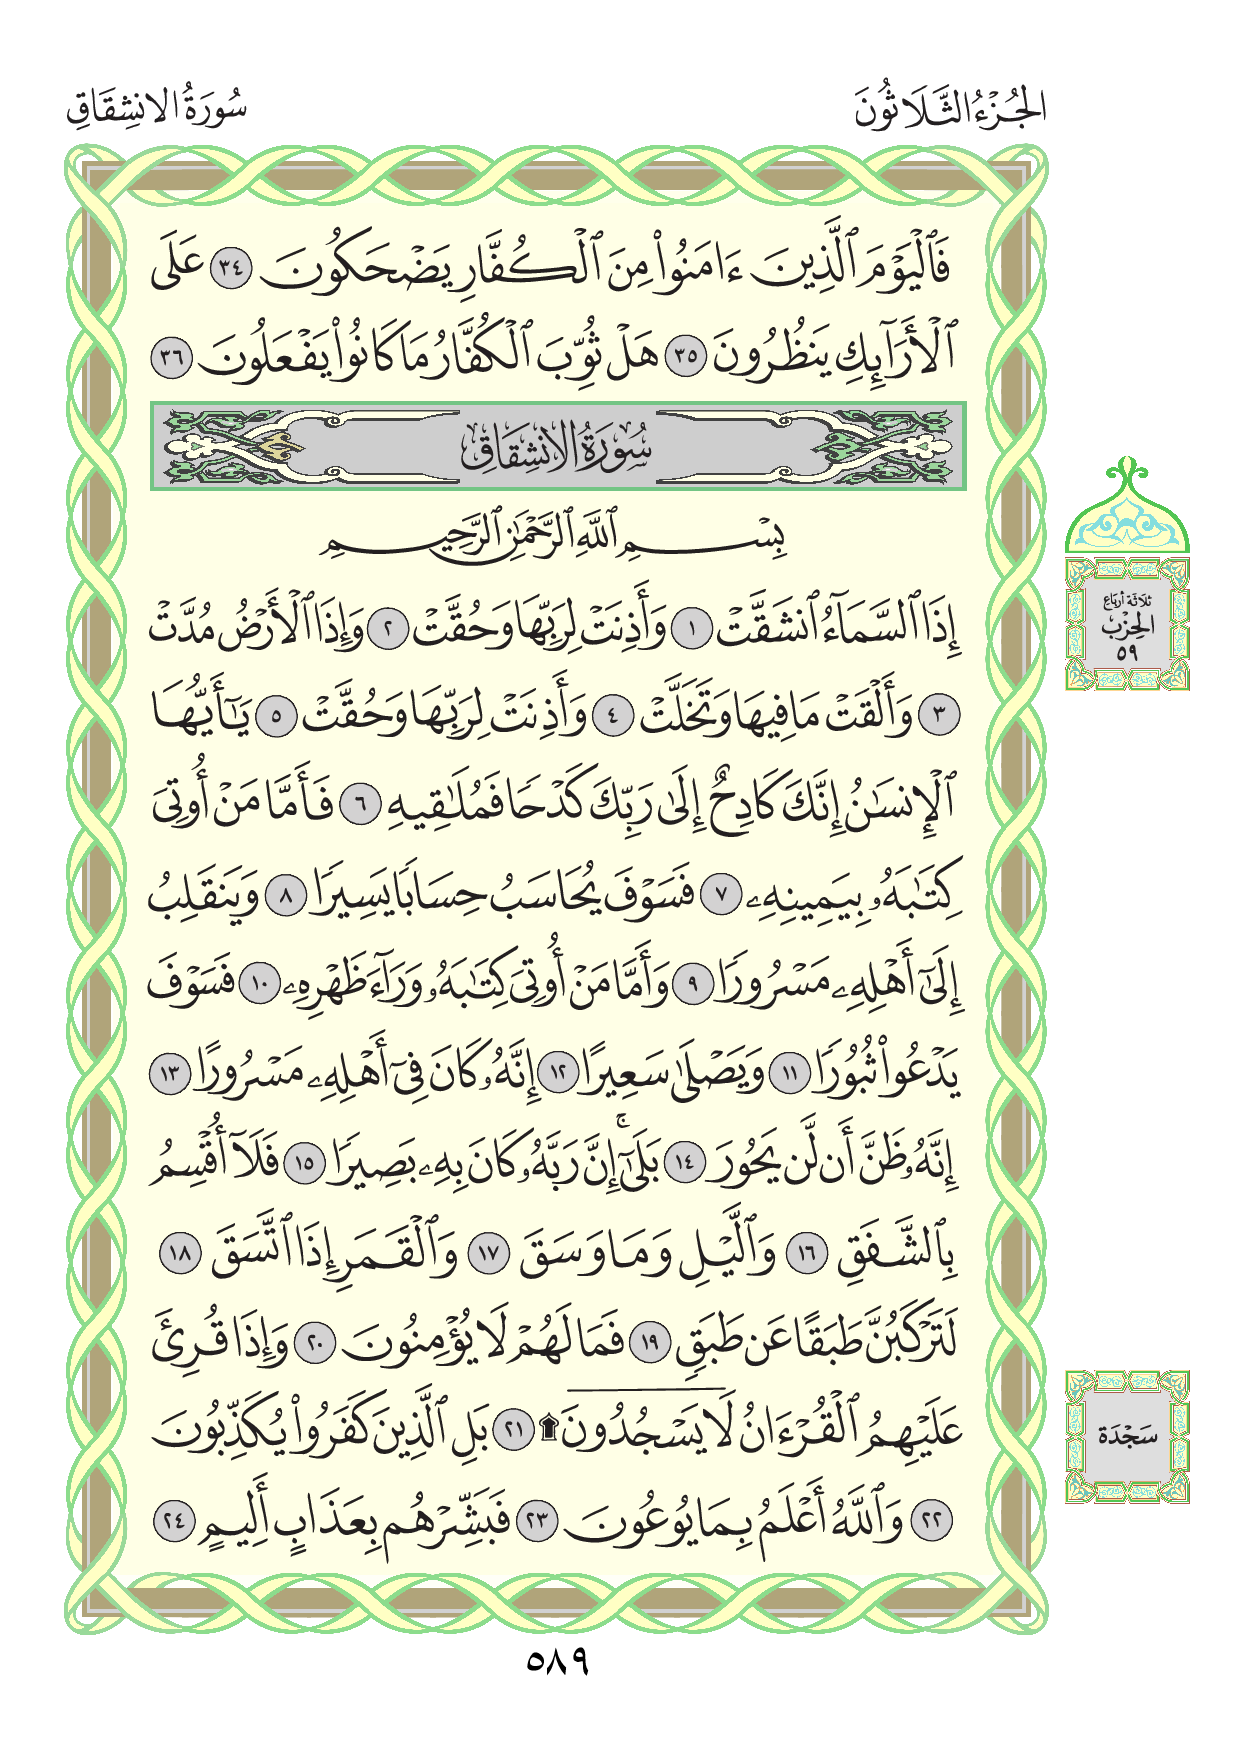 الجُزْءُ الثَّلَاثُونَ
سُورَةُ الانشِقَاقِ
فَٱلْيَوْمَ ٱلَّذِينَ ءَامَنُوا۟ مِنَ ٱلْكُفَّارِ يَضْحَكُونَ ٣٤ عَلَى
ٱلْأَرَآئِكِ يَنظُرُونَ ٣٥ هَلْ ثُوِّبَ ٱلْكُفَّارُ مَا كَانُوا۟ يَفْعَلُونَ ٣٦
سُورَةُ الانشِقَاقِ
بِسْمِ ٱللَّهِ ٱلرَّحْمَٰنِ ٱلرَّحِيمِ
إِذَا ٱلسَّمَآءُ ٱنشَقَّتْ ١ وَأَذِنَتْ لِرَبِّهَا وَحُقَّتْ ٢ وَإِذَا ٱلْأَرْضُ مُدَّتْ
٣ وَأَلْقَتْ مَا فِيهَا وَتَخَلَّتْ ٤ وَأَذِنَتْ لِرَبِّهَا وَحُقَّتْ ٥ يَٰٓأَيُّهَا
ٱلْإِنسَٰنُ إِنَّكَ كَادِحٌ إِلَىٰ رَبِّكَ كَدْحًا فَمُلَٰقِيهِ ٦ فَأَمَّا مَنْ أُوتِىَ
كِتَٰبَهُۥ بِيَمِينِهِۦ ٧ فَسَوْفَ يُحَاسَبُ حِسَابًا يَسِيرًا ٨ وَيَنقَلِبُ
إِلَىٰٓ أَهْلِهِۦ مَسْرُورًا ٩ وَأَمَّا مَنْ أُوتِىَ كِتَٰبَهُۥ وَرَآءَ ظَهْرِهِۦ ١٠ فَسَوْفَ
يَدْعُوا۟ ثُبُورًا ١١ وَيَصْلَىٰ سَعِيرًا ١٢ إِنَّهُۥ كَانَ فِىٓ أَهْلِهِۦ مَسْرُورًا ١٣
إِنَّهُۥ ظَنَّ أَن لَّن يَحُورَ ١٤ بَلَىٰٓۚ إِنَّ رَبَّهُۥ كَانَ بِهِۦ بَصِيرًا ١٥ فَلَآ أُقْسِمُ
بِٱلشَّفَقِ ١٦ وَٱلَّيْلِ وَمَا وَسَقَ ١٧ وَٱلْقَمَرِ إِذَا ٱتَّسَقَ ١٨
لَتَرْكَبُنَّ طَبَقًا عَن طَبَقٍ ١٩ فَمَا لَهُمْ لَا يُؤْمِنُونَ ٢٠ وَإِذَا قُرِئَ
عَلَيْهِمُ ٱلْقُرْءَانُ لَا يَسْجُدُونَ ۩ ٢١ بَلِ ٱلَّذِينَ كَفَرُوا۟ يُكَذِّبُونَ
٢٢ وَٱللَّهُ أَعْلَمُ بِمَا يُوعُونَ ٢٣ فَبَشِّرْهُم بِعَذَابٍ أَلِيمٍ ٢٤
ثلاثة أرباع
الحِزْب
٥٩
سَجْدَة
٥٨٩